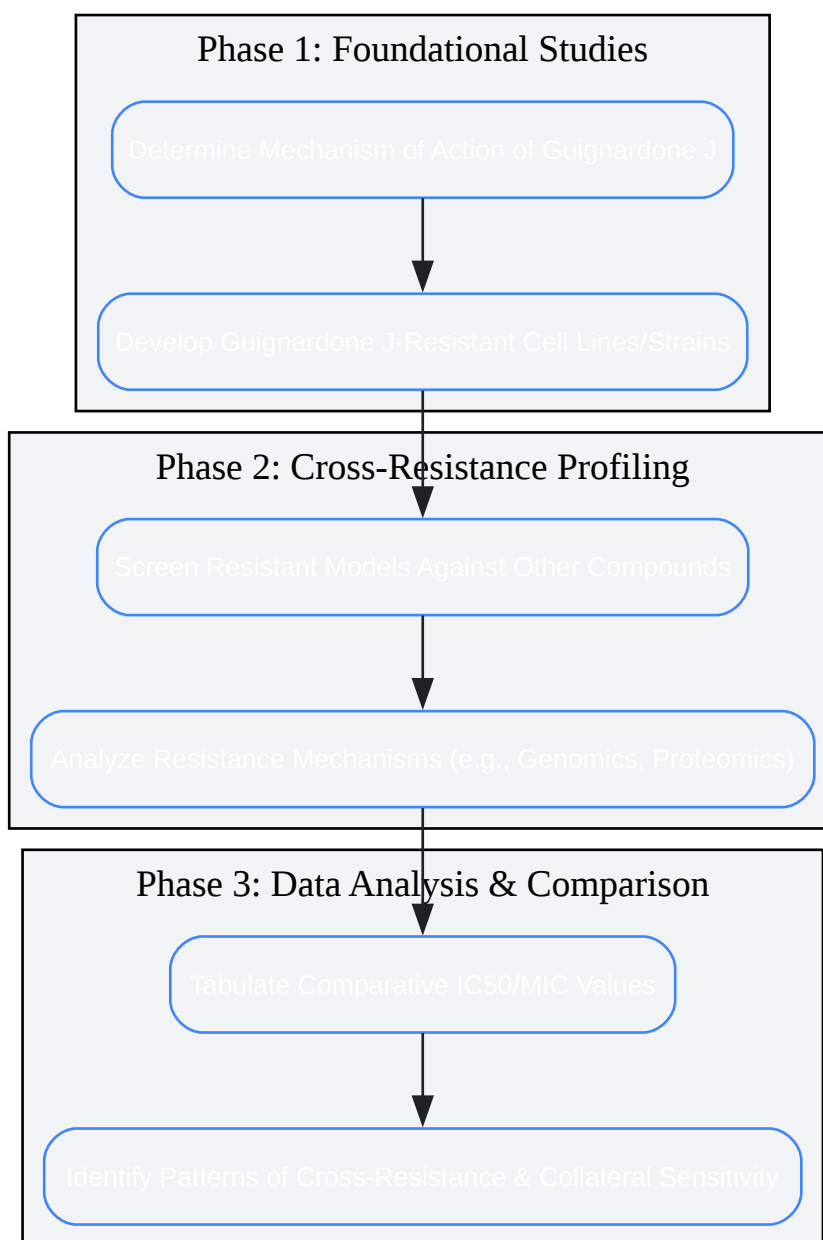 Phase 1: Foundational Studies
Determine Mechanism of Action of Guignardone J
Develop Guignardone J-Resistant Cell Lines/Strains
Phase 2: Cross-Resistance Profiling
Screen Resistant Models Against Other Compounds
Analyze Resistance Mechanisms (e.g., Genomics, Proteomics)
Phase 3: Data Analysis & Comparison
Tabulate Comparative IC50/MIC Values
Identify Patterns of Cross-Resistance & Collateral Sensitivity